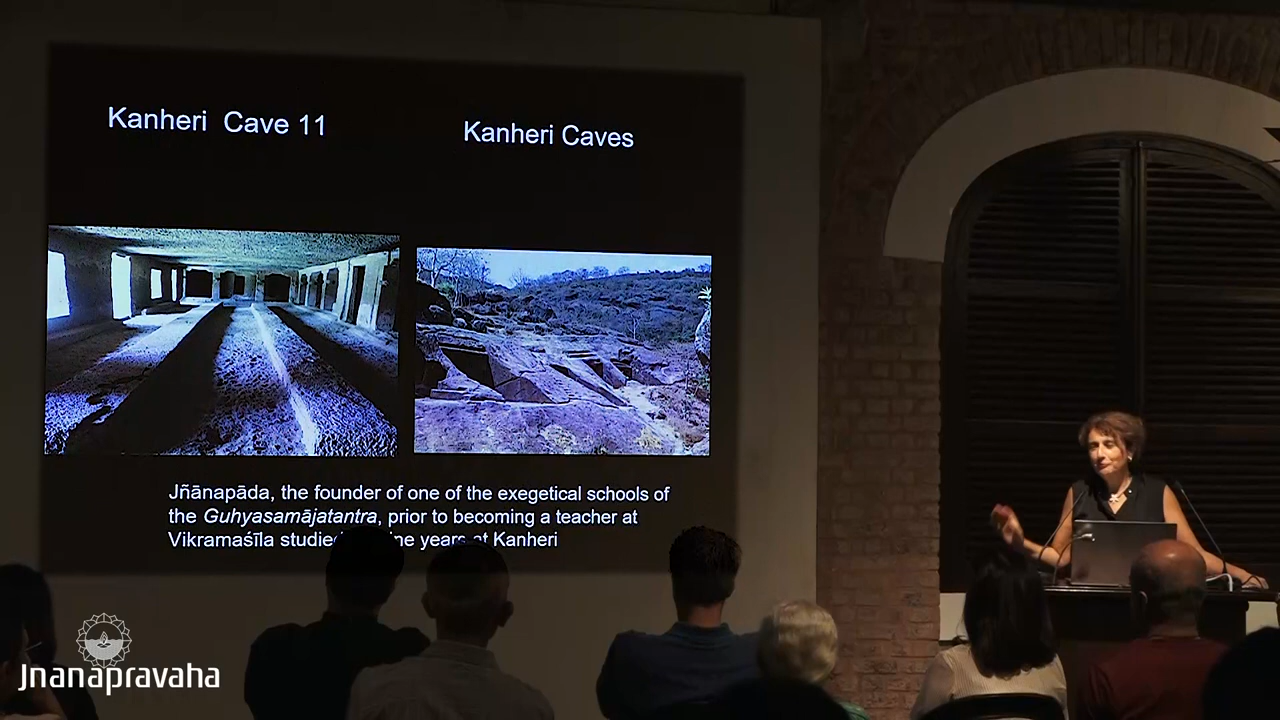 Kanheri Cave 11
Kanheri Caves
Jñānapāda, the founder of one of the exegetical schools of
the Guhyasamājatantra, prior to becoming a teacher at
Vikramaśīla years at Kanheri
Jnanapravaha